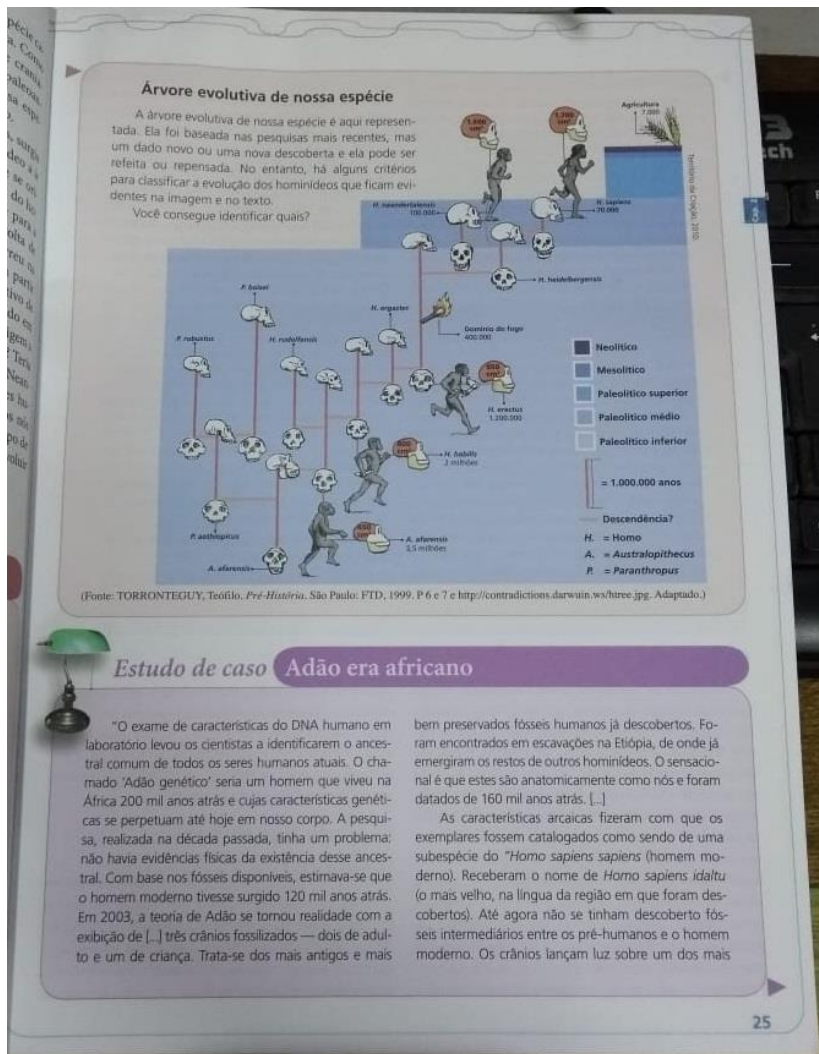 Árvore evolutiva de nossa espécie
A árvore evolutiva de nossa espécie é aqui represen-
tada. Ela foi baseada nas pesquisas mais recentes, mas
um dado novo ou uma nova descoberta e ela pode ser
refeita ou repensada. No entanto, há alguns critérios
para classificar a evolução dos hominídeos que ficam evi-
dentes na imagem e no texto.
Você consegue identificar quais?
Agricultura
7.000
H. neandertalensis
100.000
H. sapiens
70.000
Território da Criação, 2010.
H. heidelbergensis
P. boisei
H. ergaster
Domínio do fogo
400.000
P. robustus
H. rudolfensis
Neolítico
Mesolítico
Paleolítico superior
Paleolítico médio
Paleolítico inferior
H. erectus
1.200.000
H. habilis
2 milhões
= 1.000.000 anos
Descendência?
H. = Homo
A. = Australopithecus
P. = Paranthropus
P. aethiopicus
A. afarensis
3,5 milhões
A. afarensis
(Fonte: TORRONTEGUY, Teófilo. Pré-História. São Paulo: FTD, 1999. P 6 e 7 e http://contradictions.darwuin.ws/htree.jpg. Adaptado.)
Estudo de caso Adão era africano
"O exame de características do DNA humano em
laboratório levou os cientistas a identificarem o ances-
tral comum de todos os seres humanos atuais. O cha-
mado 'Adão genético' seria um homem que viveu na
África 200 mil anos atrás e cujas características genéti-
cas se perpetuam até hoje em nosso corpo. A pesqui-
sa, realizada na década passada, tinha um problema:
não havia evidências físicas da existência desse ances-
tral. Com base nos fósseis disponíveis, estimava-se que
o homem moderno tivesse surgido 120 mil anos atrás.
Em 2003, a teoria de Adão se tornou realidade com a
exibição de [...] três crânios fossilizados — dois de adul-
to e um de criança. Trata-se dos mais antigos e mais
bem preservados fósseis humanos já descobertos. Fo-
ram encontrados em escavações na Etiópia, de onde já
emergiram os restos de outros hominídeos. O sensacio-
nal é que estes são anatomicamente como nós e foram
datados de 160 mil anos atrás. [...]
As características arcaicas fizeram com que os
exemplares fossem catalogados como sendo de uma
subespécie do "Homo sapiens sapiens (homem mo-
derno). Receberam o nome de Homo sapiens idaltu
(o mais velho, na língua da região em que foram des-
cobertos). Até agora não se tinham descoberto fós-
seis intermediários entre os pré-humanos e o homem
moderno. Os crânios lançam luz sobre um dos mais
25